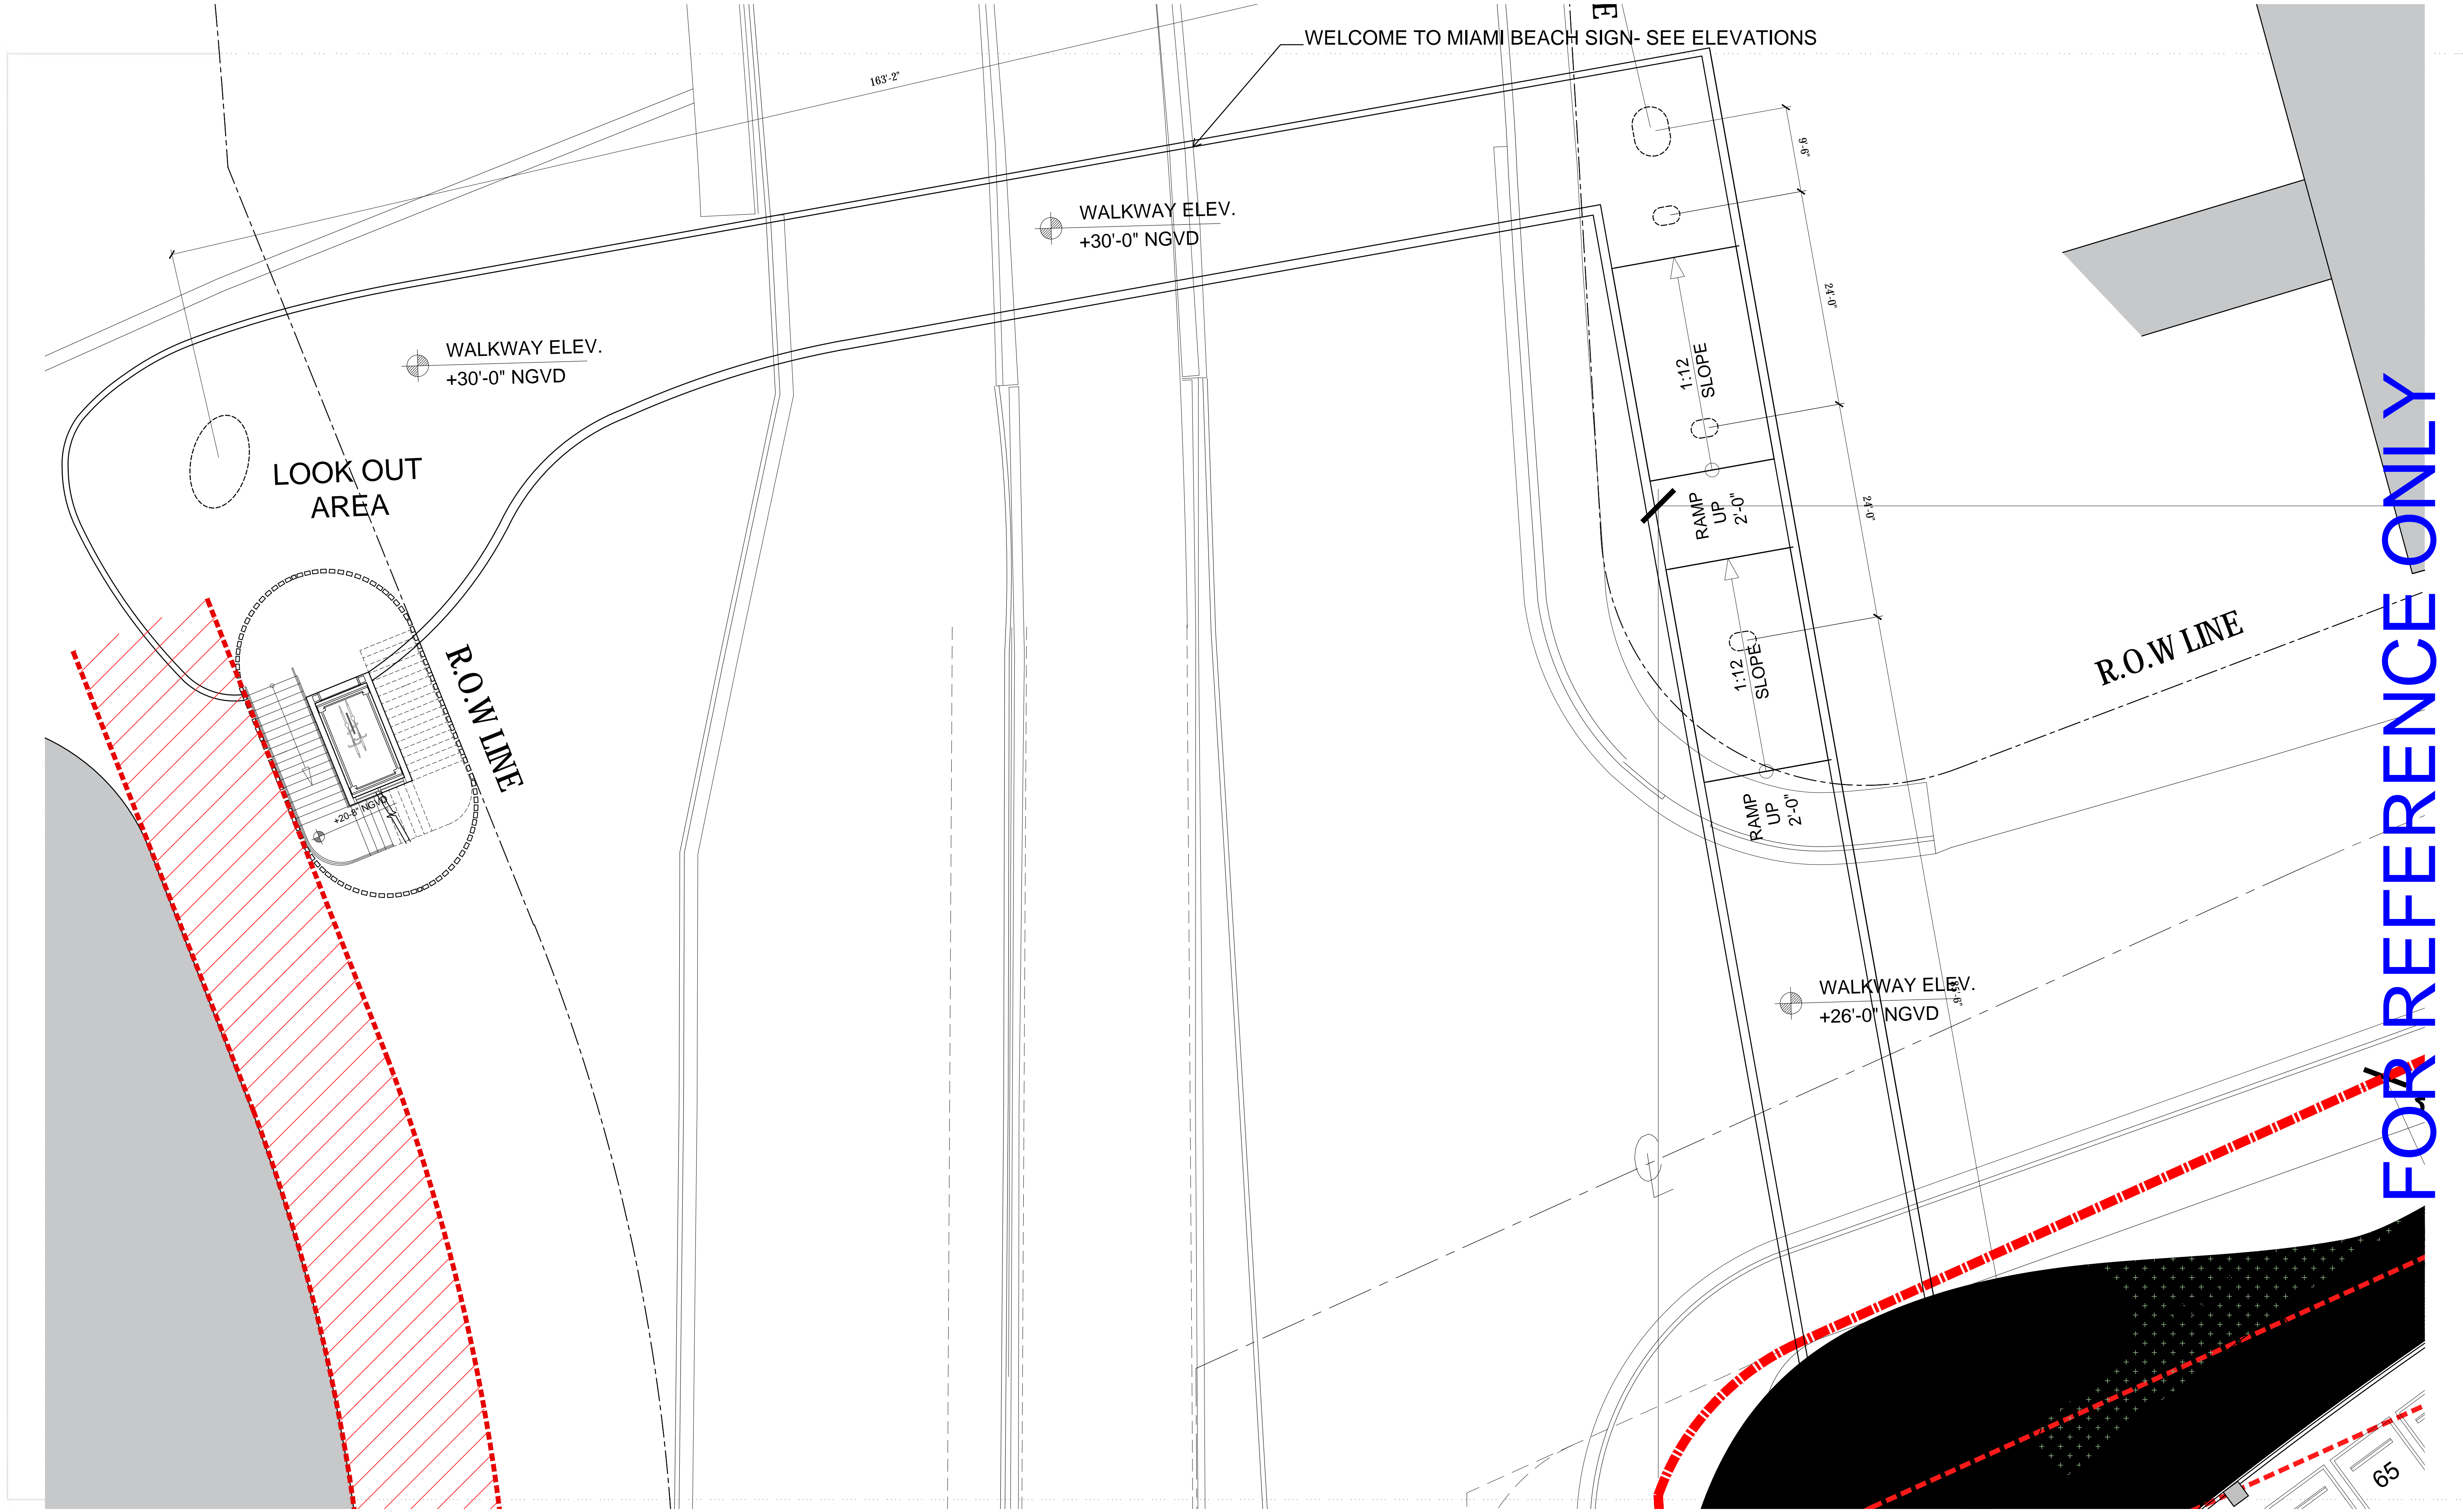 WELCOME TO MIAMI BEACH SIGN- SEE ELEVATIONS
163'-2"
9'-6"
WALKWAY ELEV.
+30'-0" NGVD
24'-0"
WALKWAY ELEV.
+30'-0" NGVD
1:12
SLOPE
LOOK OUT
AREA
RAMP
UP
2'-0"
24'-0"
FOR REFERENCE ONLY
R.O.W LINE
R.O.W LINE
1:12
SLOPE
+20-8" NGVD
RAMP
UP
2'-0"
WALKWAY ELEV.
+26'-0" NGVD
65